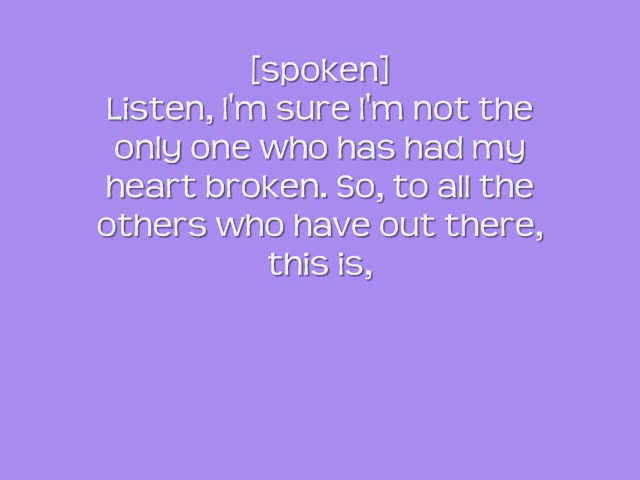 [spoken]
Listen, I'm sure I'm not the
only one who has had my
heart broken. So, to all the
others who have out there,
this is,